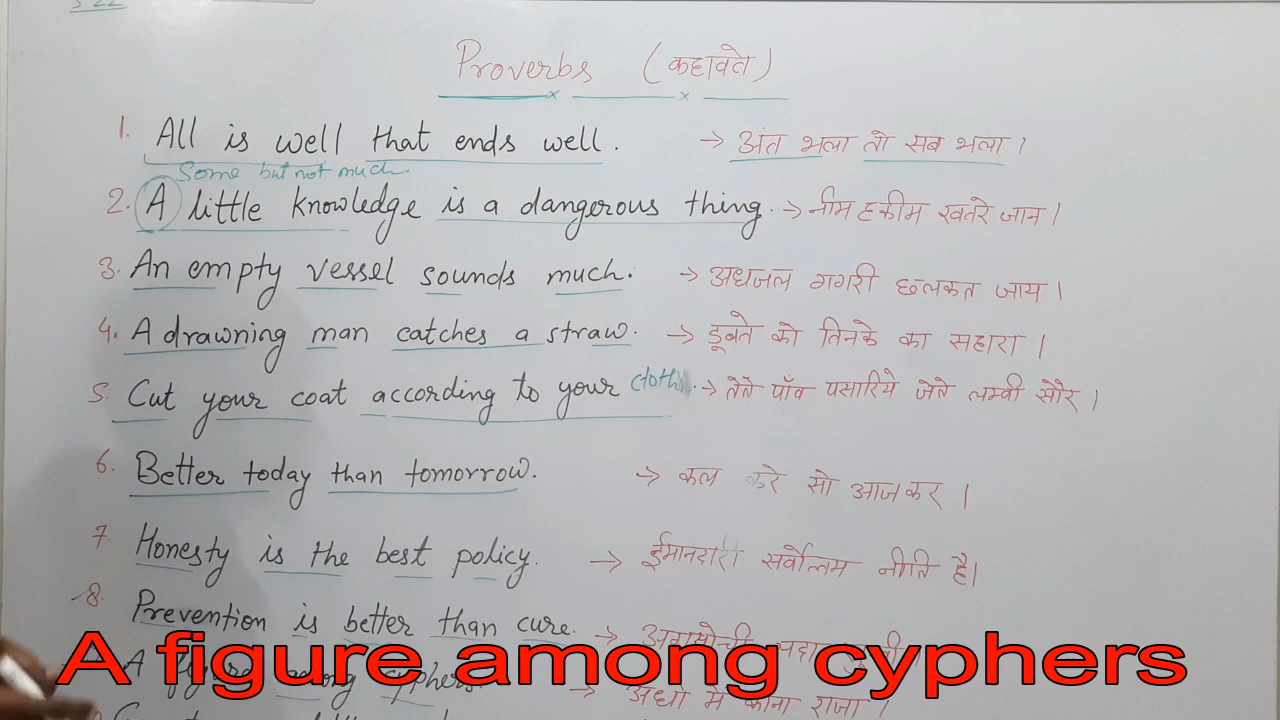 Proverbs (कहावते)
1. All is well that ends well. → अंत भला तो सब भला।
Some but not much
2. A little knowledge is a dangerous thing. → नीम हकीम खतरे जान।
3. An empty vessel sounds much. → अधजल गगरी छलकत जाय।
4. A drawning man catches a straw. → डूबते को तिनके का सहारा।
5. Cut your coat according to your cloth. → तेते पाँव पसारिये जेते लम्बी सौर।
6. Better today than tomorrow. → कल करे सो आज कर।
7. Honesty is the best policy. → ईमानदारी सर्वोत्तम नीति है।
8. Prevention is better than cure. →
A figure among cyphers
A figure among cyphers. → अंधों में काना राजा।